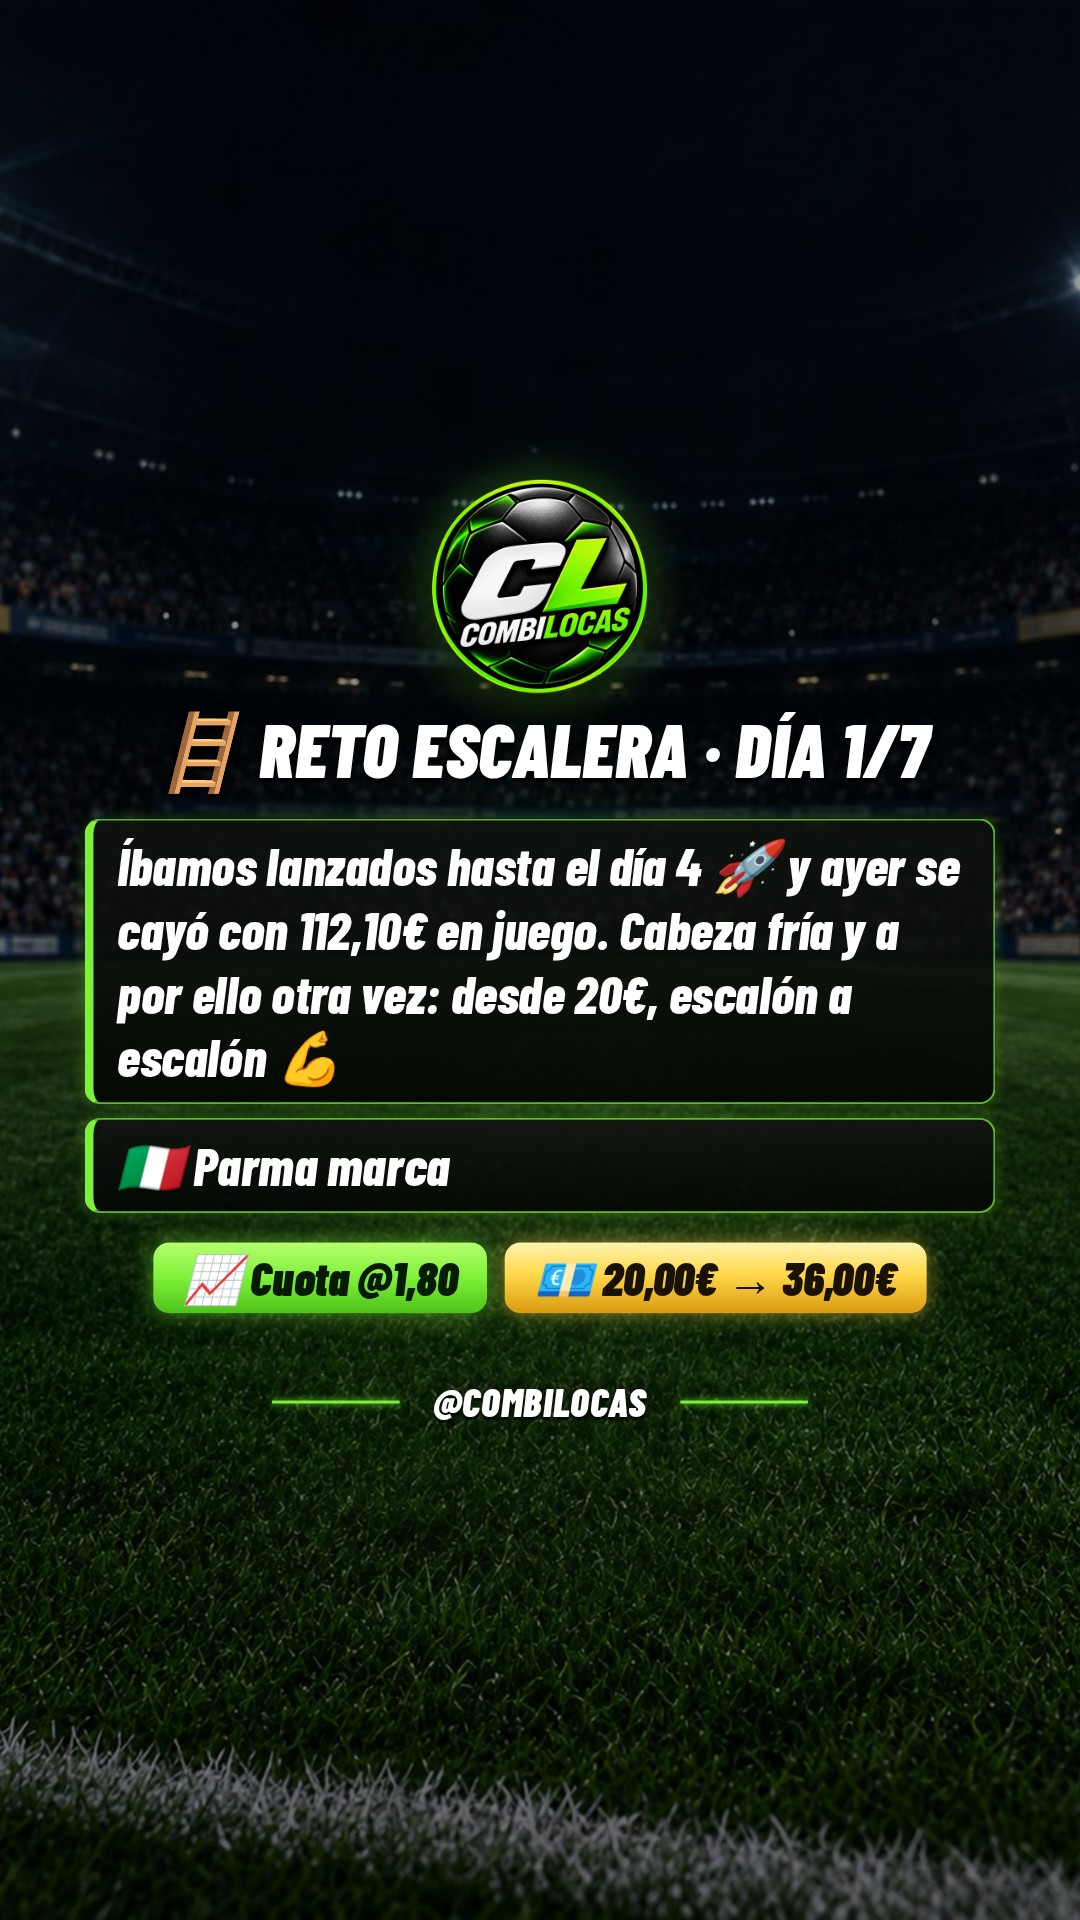 CL
COMBILOCAS
🪜 RETO ESCALERA · DÍA 1/7
Íbamos lanzados hasta el día 4 🚀 y ayer se
cayó con 112,10€ en juego. Cabeza fría y a
por ello otra vez: desde 20€, escalón a
escalón 💪
🇮🇹 Parma marca
📈 Cuota @1,80
💶 20,00€ → 36,00€
@COMBILOCAS